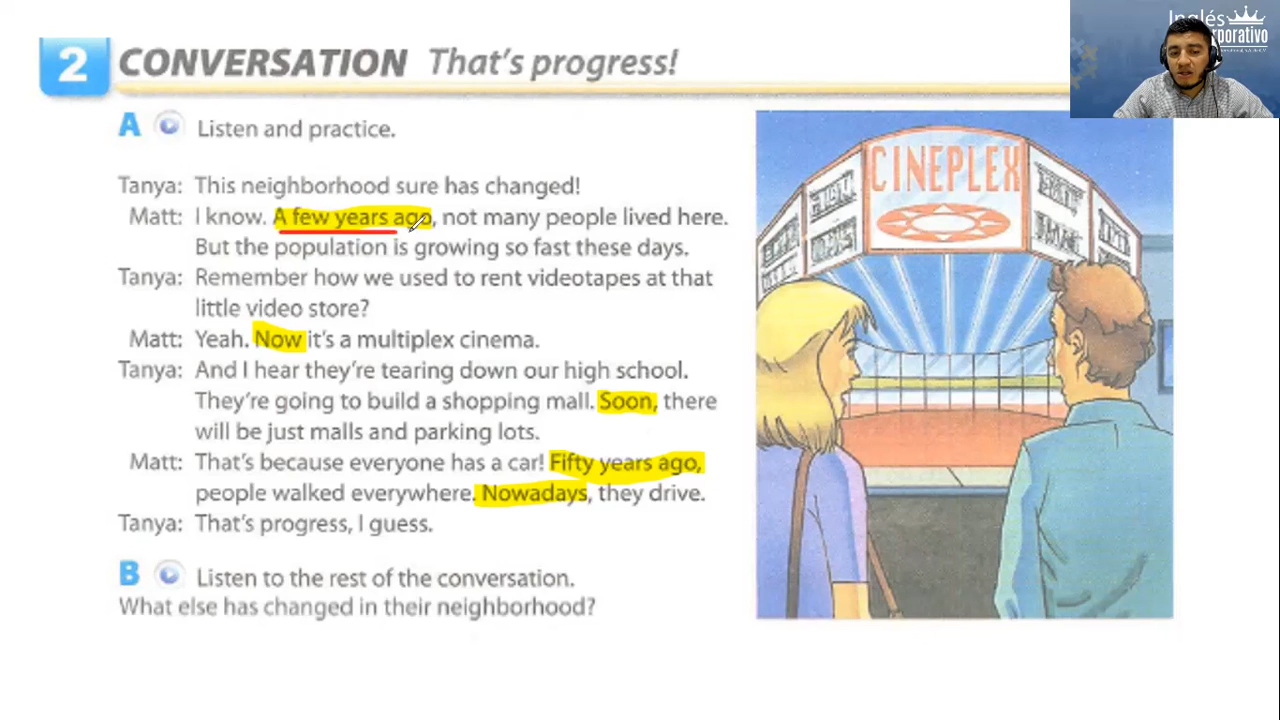 Inglés
Corporativo
2 CONVERSATION That's progress!
A Listen and practice.
Tanya: This neighborhood sure has changed!
Matt: I know. A few years ago, not many people lived here.
But the population is growing so fast these days.
Tanya: Remember how we used to rent videotapes at that
little video store?
Matt: Yeah. Now it's a multiplex cinema.
Tanya: And I hear they're tearing down our high school.
They're going to build a shopping mall. Soon, there
will be just malls and parking lots.
Matt: That's because everyone has a car! Fifty years ago,
people walked everywhere. Nowadays, they drive.
Tanya: That's progress, I guess.
B Listen to the rest of the conversation.
What else has changed in their neighborhood?
CINEPLEX